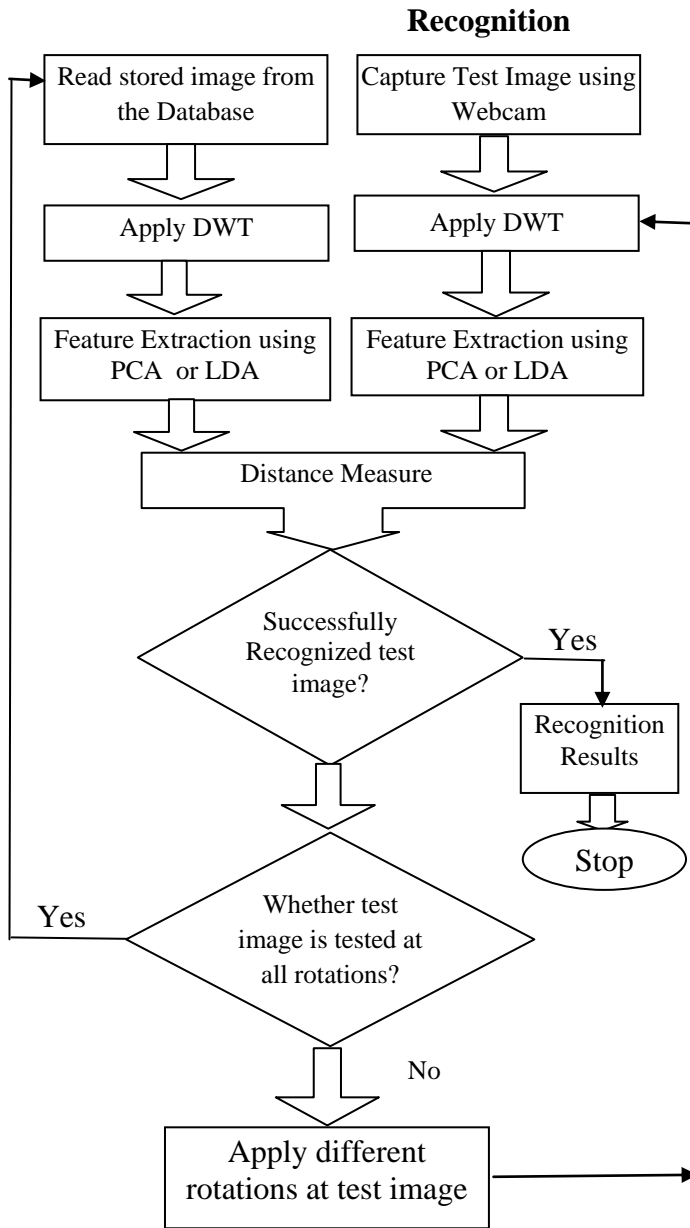 Recognition
Read stored image from
the Database
Capture Test Image using
Webcam
Apply DWT
Apply DWT
Feature Extraction using
PCA or LDA
Feature Extraction using
PCA or LDA
Distance Measure
Successfully
Recognized test
image?
Yes
Recognition
Results
Stop
Yes
Whether test
image is tested at
all rotations?
No
Apply different
rotations at test image